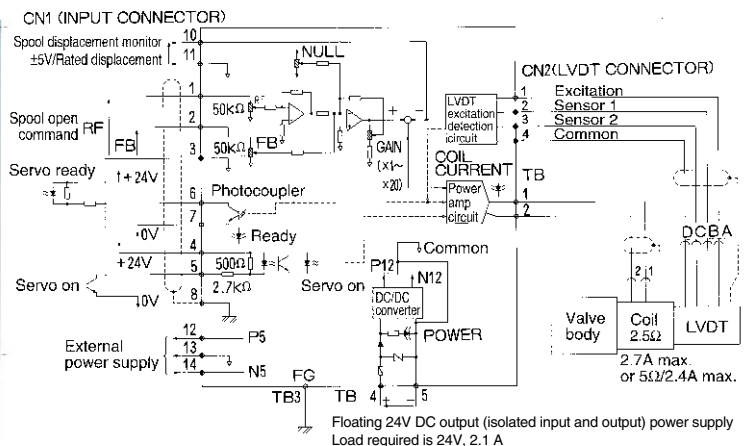 CN1 (INPUT CONNECTOR)
Spool displacement monitor
±5V/Rated displacement
10
11
NULL
CN2(LVDT CONNECTOR)
1
Excitation
2
Sensor 1
3
Sensor 2
4
Common
LVDT
excitation
detection
circuit
1
50kΩ
RF
Spool open
command
RF
FB
2
3
50kΩ
FB
GAIN
(×1~
×20)
+
−
COIL
CURRENT
TB
Power
amp
circuit
1
2
+24V
Servo ready
6
Photocoupler
7
0V
Ready
4
+24V
5
500Ω
2.7kΩ
Servo on
Servo on
0V
8
Common
P12
N12
DC/DC
converter
POWER
D C B A
2 1
Valve
body
Coil
2.5Ω
LVDT
2.7A max.
or 5Ω/2.4A max.
External
power supply
12
P5
13
14
N5
FG
TB3
TB
4
+
−
5
Floating 24V DC output (isolated input and output) power supply
Load required is 24V, 2.1 A